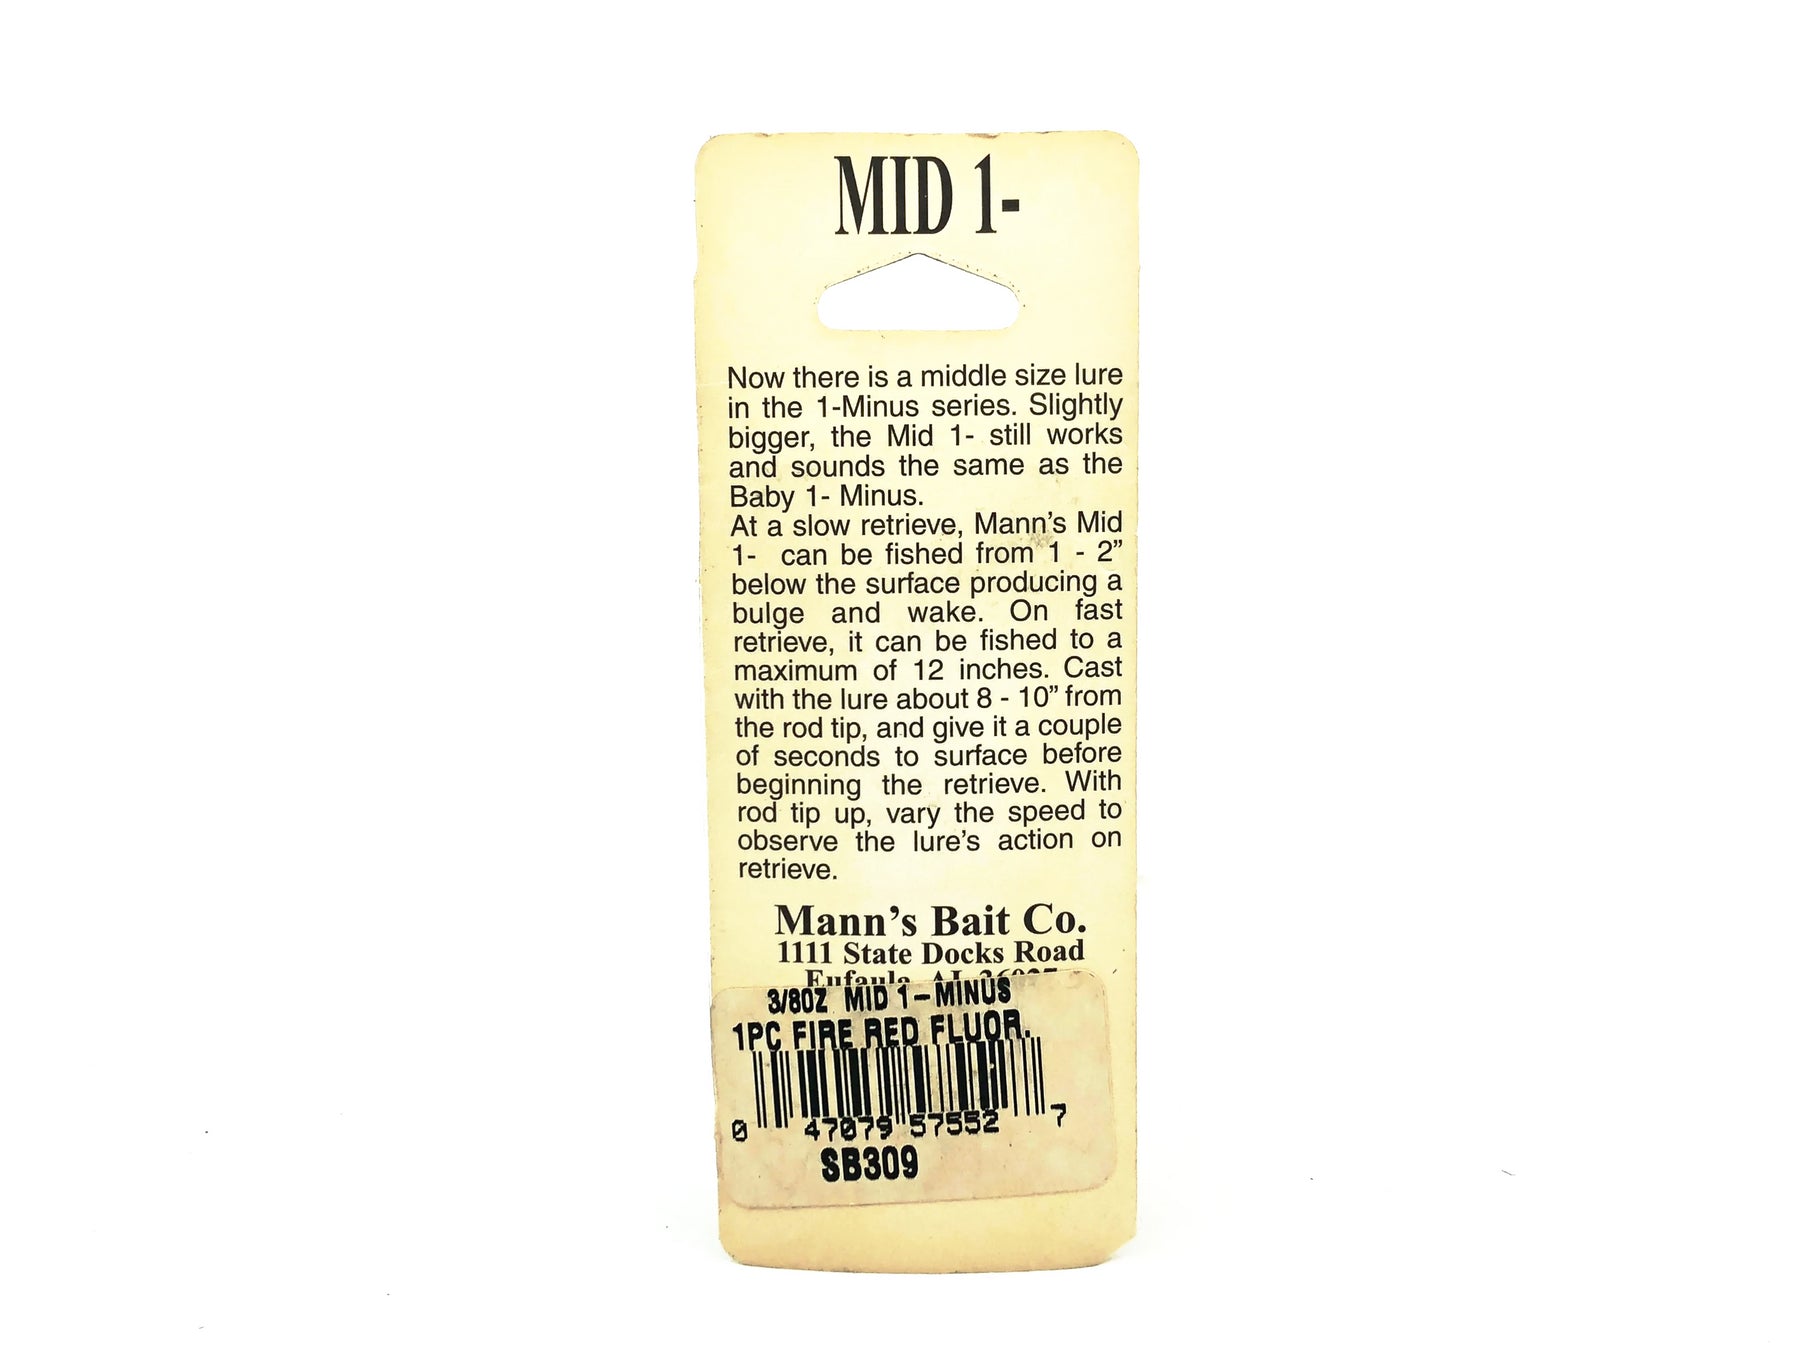 MID 1-
Now there is a middle size lure
in the 1-Minus series. Slightly
bigger, the Mid 1- still works
and sounds the same as the
Baby 1- Minus.
At a slow retrieve, Mann's Mid
1- can be fished from 1 - 2”
below the surface producing a
bulge and wake. On fast
retrieve, it can be fished to a
maximum of 12 inches. Cast
with the lure about 8 - 10” from
the rod tip, and give it a couple
of seconds to surface before
beginning the retrieve. With
rod tip up, vary the speed to
observe the lure's action on
retrieve.
Mann's Bait Co.
1111 State Docks Road
Eufaula, AL
3/8OZ MID 1-MINUS
1PC FIRE RED FLUOR.
0 47079 57552 7
SB309